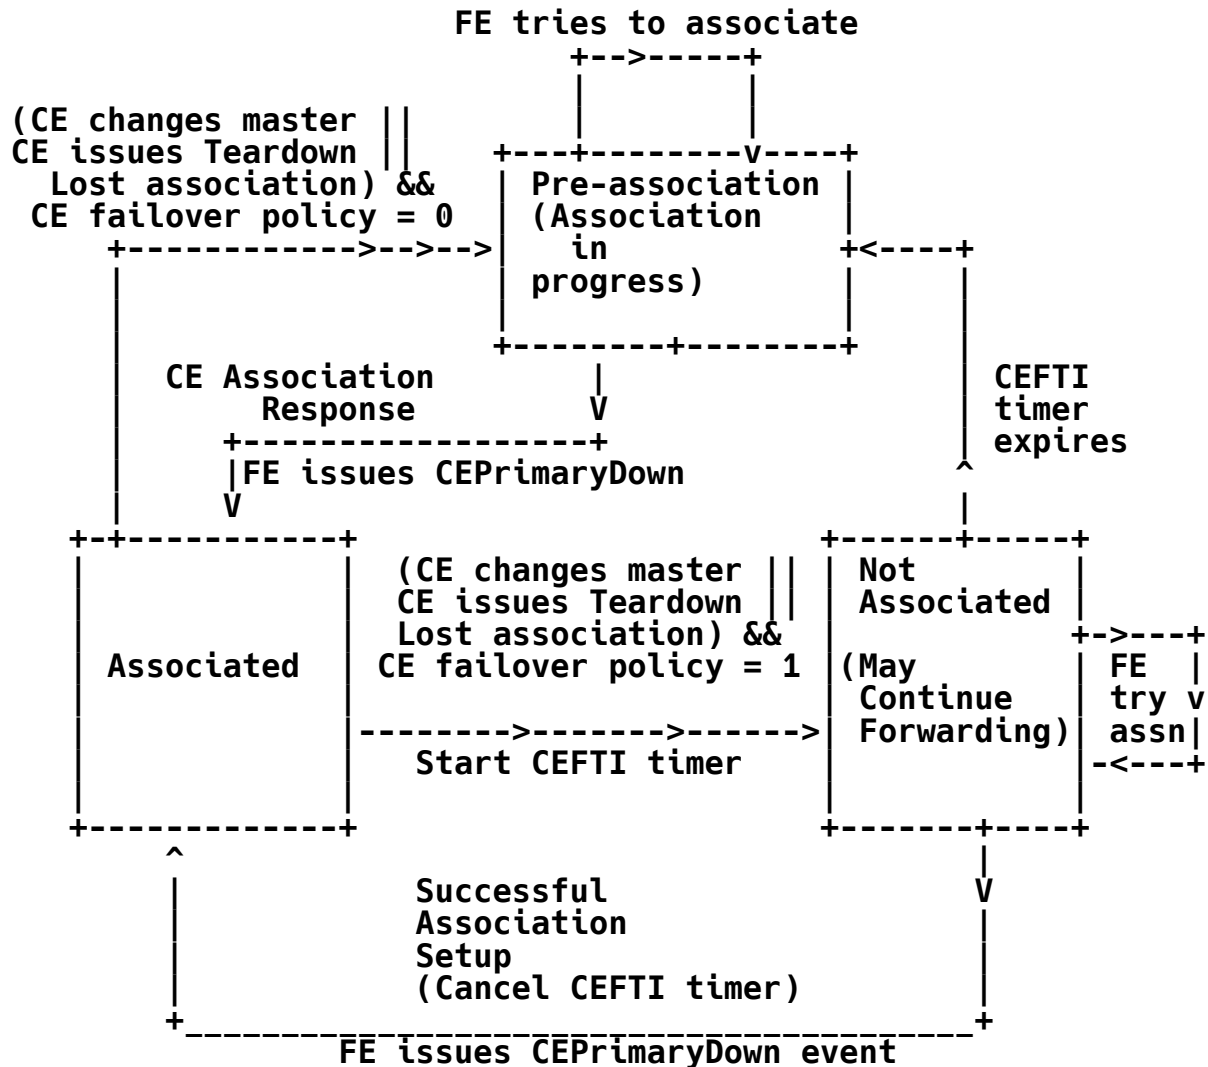 FE tries to associate
+-->-----+
|        |
(CE changes master ||        |        |
CE issues Teardown ||    +---+--------v----+
Lost association) &&   | Pre-association |
CE failover policy = 0  | (Association    |
+------------>-->-->|   in            +<----+
|                   | progress)       |     |
|                   |                 |     |
|                   +--------+--------+     |
|  CE Association        |                  | CEFTI
|       Response         V                  | timer
|     +------------------+                  | expires
|     |FE issues CEPrimaryDown              ^
|     V                                     |
+-+-----------+                        +------+-----+
|             |  (CE changes master || | Not        |
|             |  CE issues Teardown || | Associated |
|             |  Lost association) &&  |            +->---+
| Associated  | CE failover policy = 1 |(May        | FE  |
|             |                        | Continue   | try v
|             |-------->------->------>| Forwarding)| assn|
|             |   Start CEFTI timer    |            |-<---+
|             |                        |            |
+-------------+                        +-------+----+
^                                         |
|            Successful                   V
|            Association                  |
|            Setup                        |
|            (Cancel CEFTI timer)         |
+_________________________________________+
FE issues CEPrimaryDown event